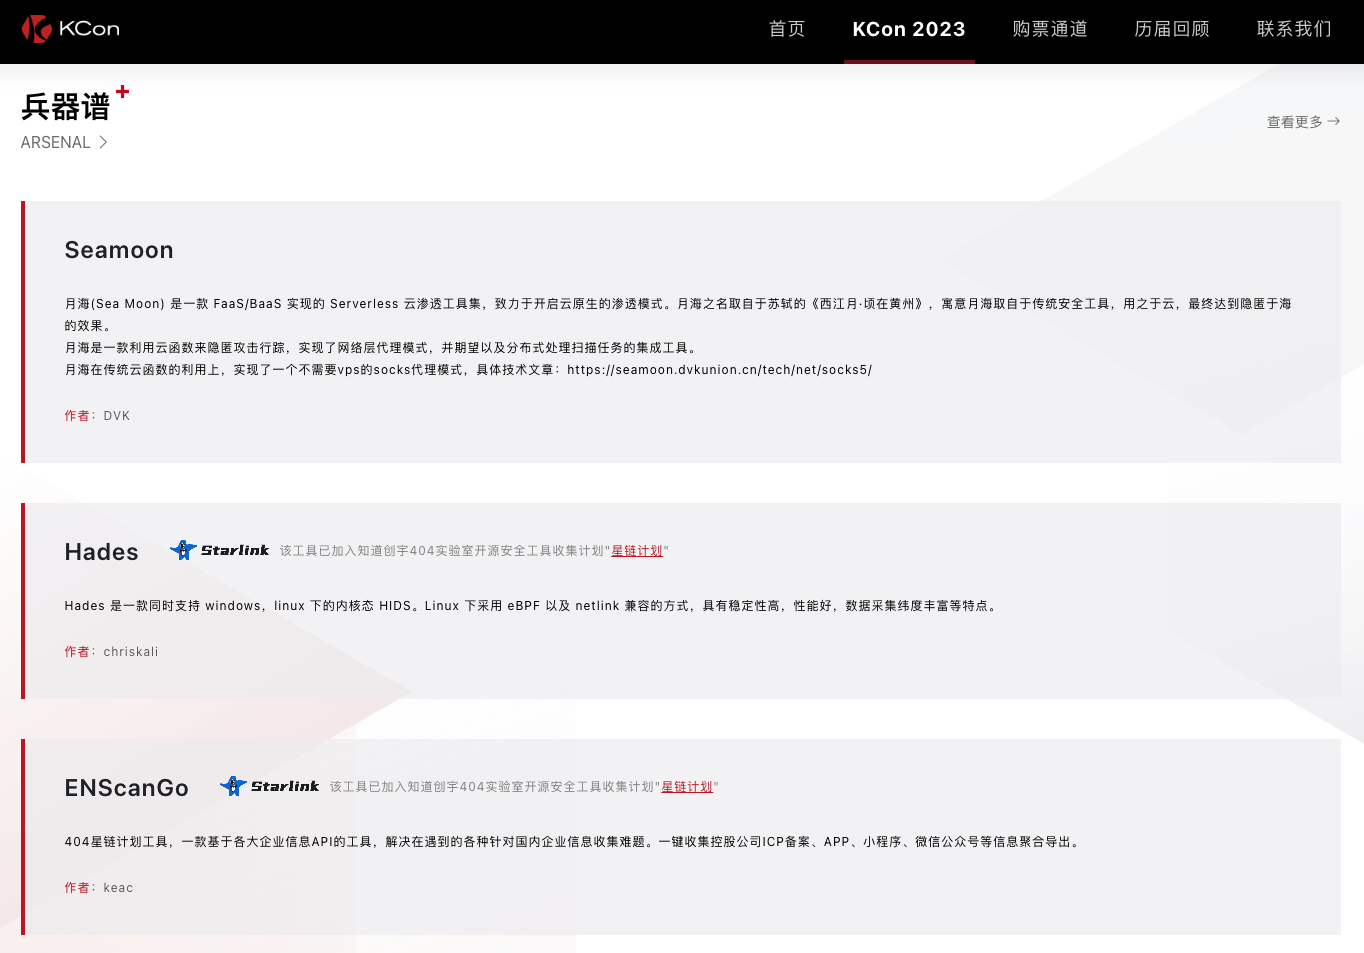 KCon
首页
KCon 2023
购票通道
历届回顾
联系我们
兵器谱
ARSENAL
查看更多
Seamoon
月海(Sea Moon) 是一款 FaaS/BaaS 实现的 Serverless 云渗透工具集，致力于开启云原生的渗透模式。月海之名取自于苏轼的《西江月·顷在黄州》，寓意月海取自于传统安全工具，用之于云，最终达到隐匿于海
的效果。
月海是一款利用云函数来隐匿攻击行踪，实现了网络层代理模式，并期望以及分布式处理扫描任务的集成工具。
月海在传统云函数的利用上，实现了一个不需要vps的socks代理模式，具体技术文章：https://seamoon.dvkunion.cn/tech/net/socks5/
作者：DVK
Hades
Starlink
该工具已加入知道创宇404实验室开源安全工具收集计划"星链计划"
Hades 是一款同时支持 windows，linux 下的内核态 HIDS。Linux 下采用 eBPF 以及 netlink 兼容的方式，具有稳定性高，性能好，数据采集纬度丰富等特点。
作者：chriskali
ENScanGo
Starlink
该工具已加入知道创宇404实验室开源安全工具收集计划"星链计划"
404星链计划工具，一款基于各大企业信息API的工具，解决在遇到的各种针对国内企业信息收集难题。一键收集控股公司ICP备案、APP、小程序、微信公众号等信息聚合导出。
作者：keac